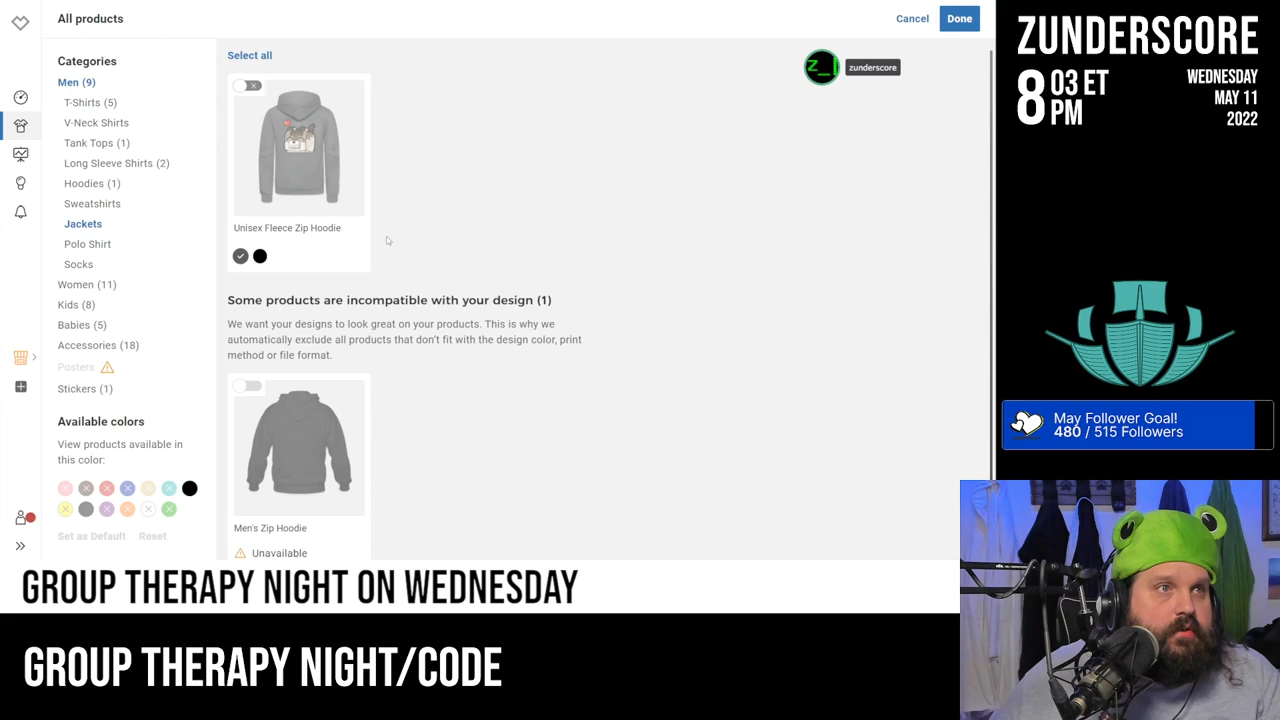 All products
Cancel
Done
Categories
Men (9)
T-Shirts (5)
V-Neck Shirts
Tank Tops (1)
Long Sleeve Shirts (2)
Hoodies (1)
Sweatshirts
Jackets
Polo Shirt
Socks
Women (11)
Kids (8)
Babies (5)
Accessories (18)
Posters
Stickers (1)
Available colors
View products available in
this color:
Set as Default
Reset
Select all
Unisex Fleece Zip Hoodie
Some products are incompatible with your design (1)
We want your designs to look great on your products. This is why we
automatically exclude all products that don't fit with the design color, print
method or file format.
Men's Zip Hoodie
Unavailable
z_
zunderscore
ZUNDERSCORE
8 03 ET
PM
WEDNESDAY
MAY 11
2022
May Follower Goal!
480 / 515 Followers
GROUP THERAPY NIGHT ON WEDNESDAY
GROUP THERAPY NIGHT/CODE